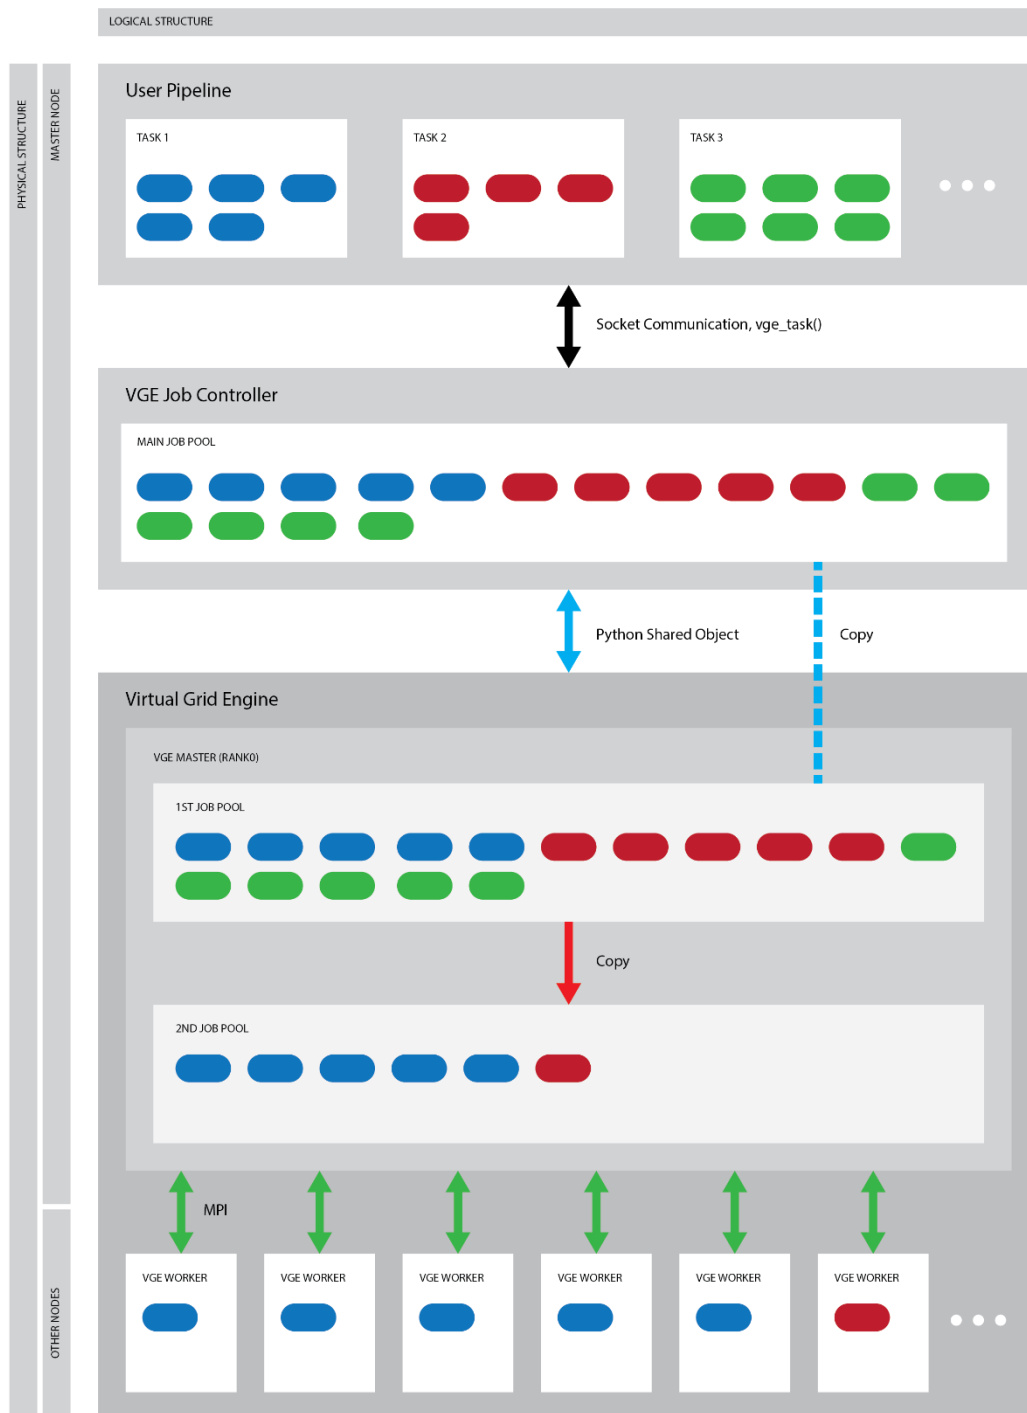 LOGICAL STRUCTURE
PHYSICAL STRUCTURE
MASTER NODE
User Pipeline
TASK 1
TASK 2
TASK 3
Socket Communication, vge_task()
VGE Job Controller
MAIN JOB POOL
Python Shared Object
Copy
Virtual Grid Engine
VGE MASTER (RANK0)
1ST JOB POOL
Copy
2ND JOB POOL
MPI
OTHER NODES
VGE WORKER
VGE WORKER
VGE WORKER
VGE WORKER
VGE WORKER
VGE WORKER